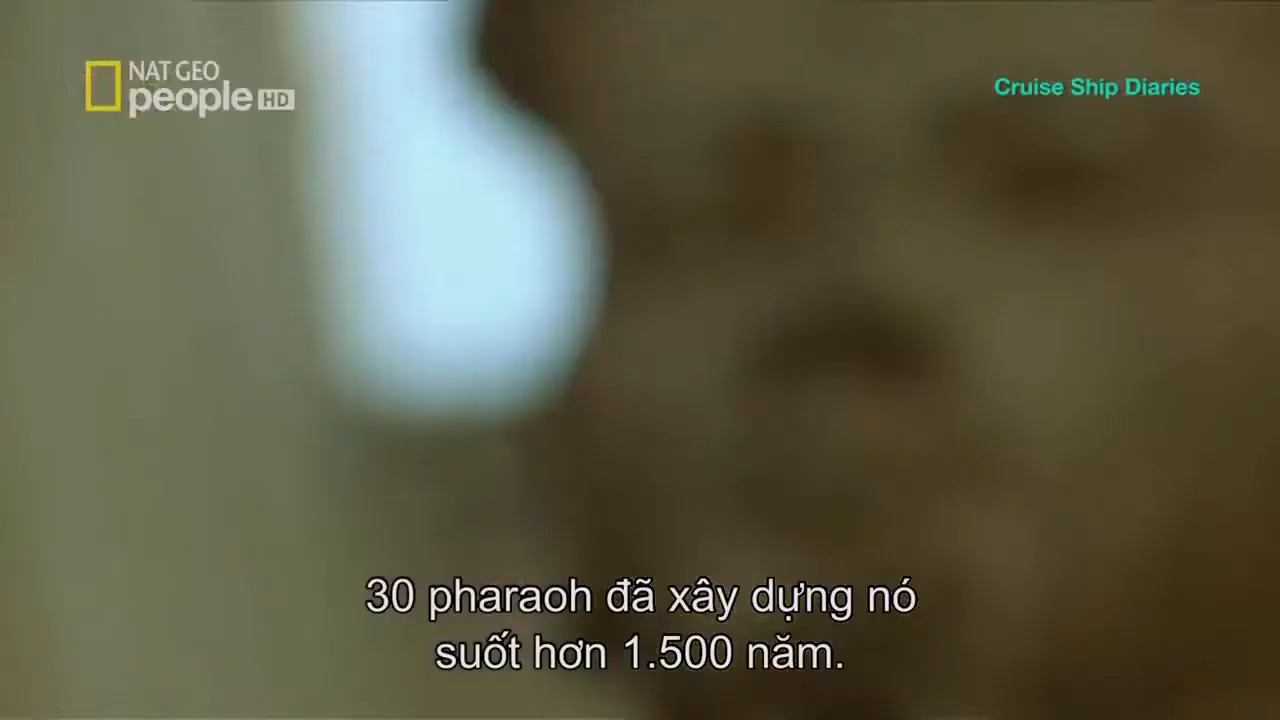 NAT GEO
people HD
Cruise Ship Diaries
30 pharaoh đã xây dựng nó
suốt hơn 1.500 năm.